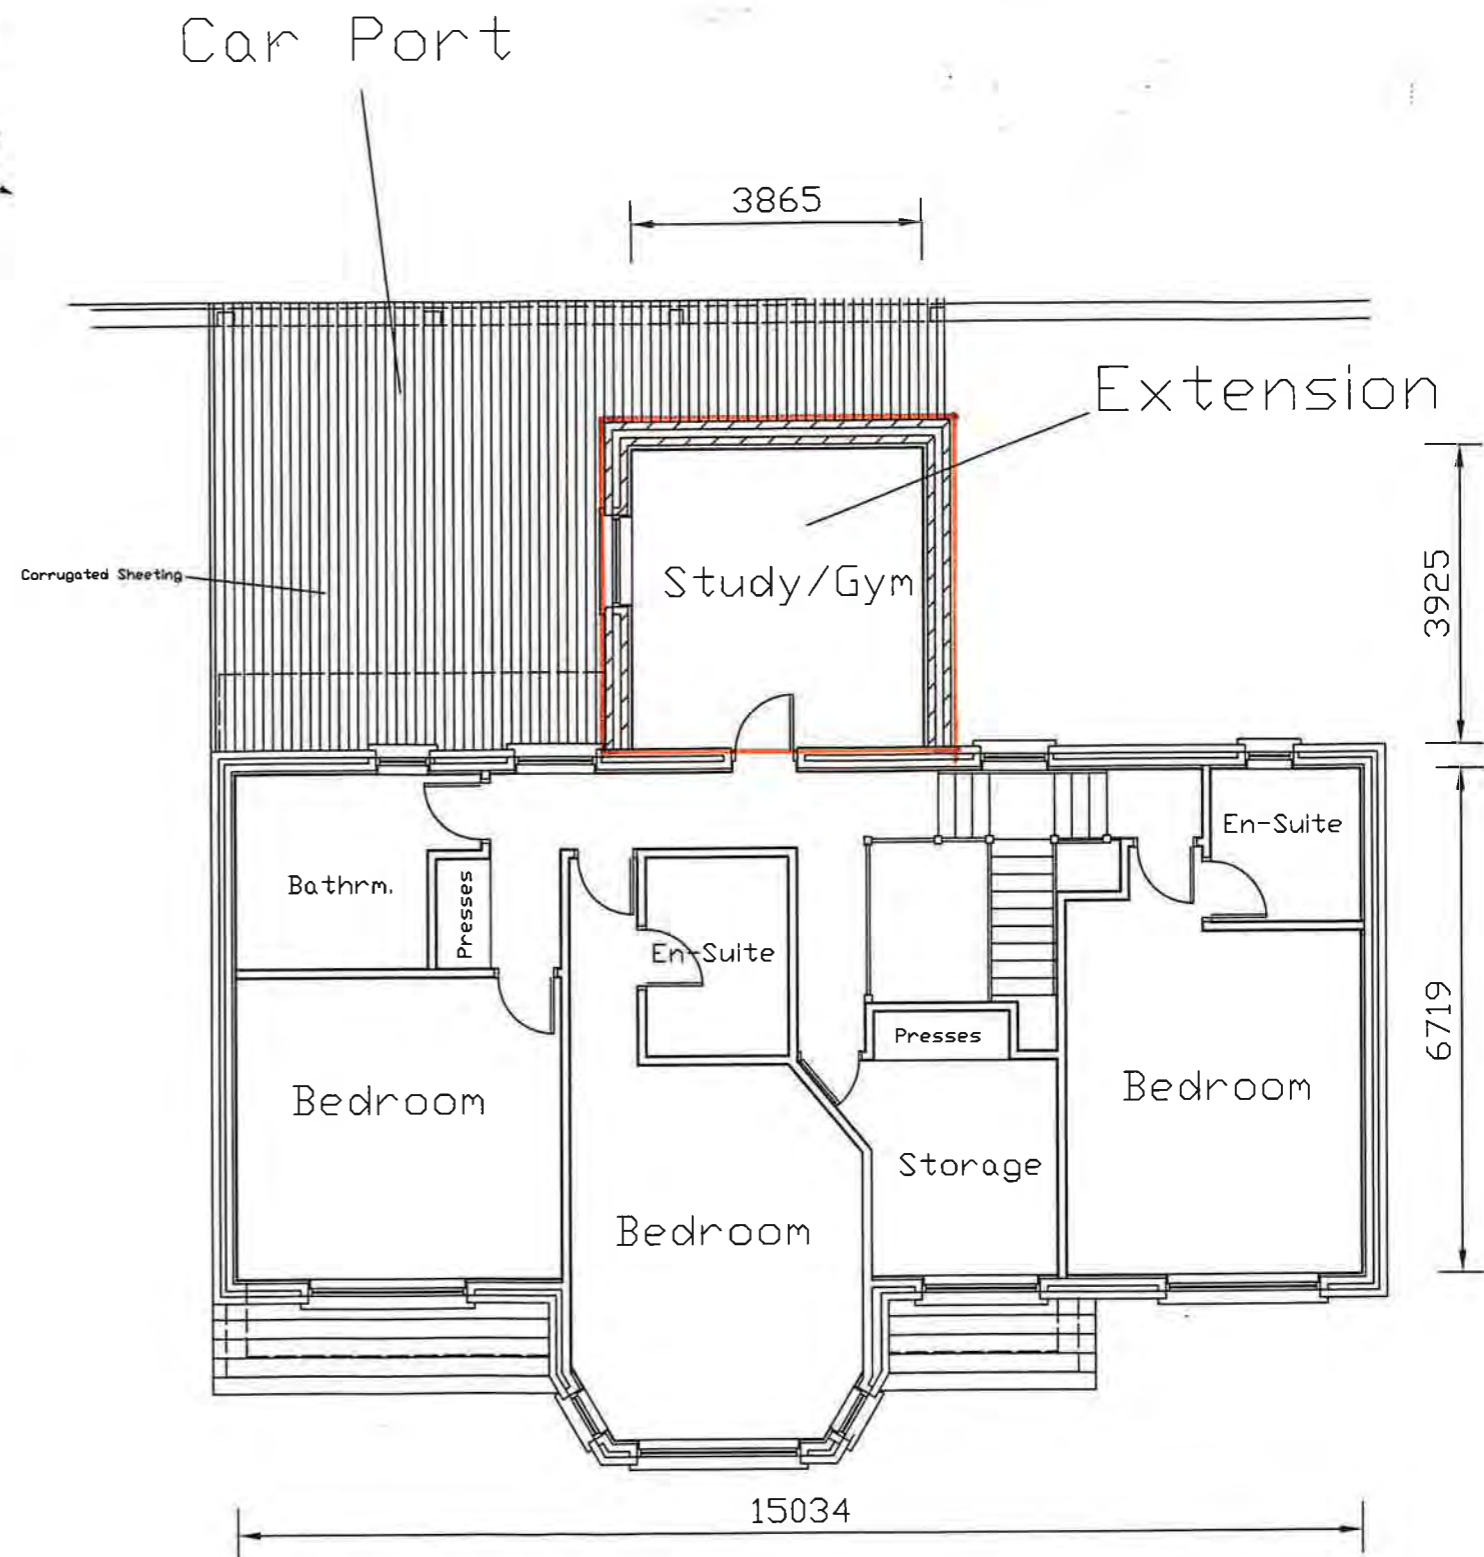 Car Port
3865
Extension
Corrugated Sheeting
Study/Gym
3925
En-Suite
Bathrm.
Presses
En-Suite
6719
Presses
Bedroom
Bedroom
Storage
Bedroom
15034